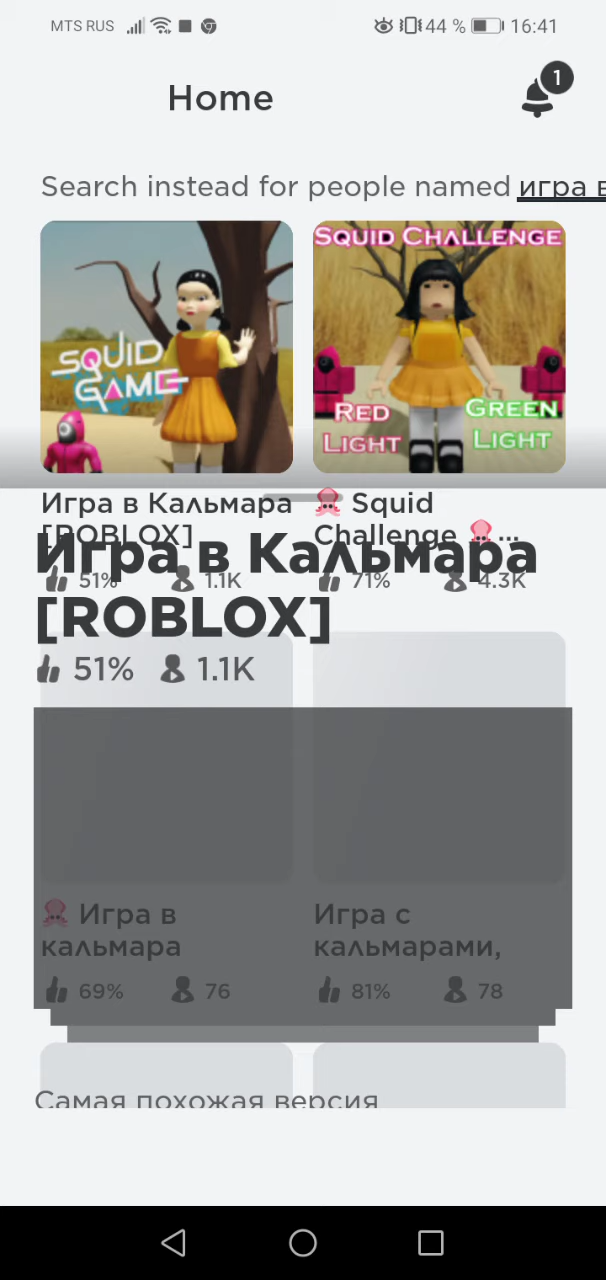 MTS RUS
44 %
16:41
Home
1
Search instead for people named игра в
SQUID
GAME
SQUID CHALLENGE
RED
LIGHT
GREEN
LIGHT
Игра в Кальмара
[ROBLOX]
51%
1.1K
Squid
Challenge ...
71%
4.3K
Игра в Кальмара
[ROBLOX]
51%
1.1K
Игра в
кальмара
69%
76
Игра с
кальмарами,
81%
78
Самая похожая версия